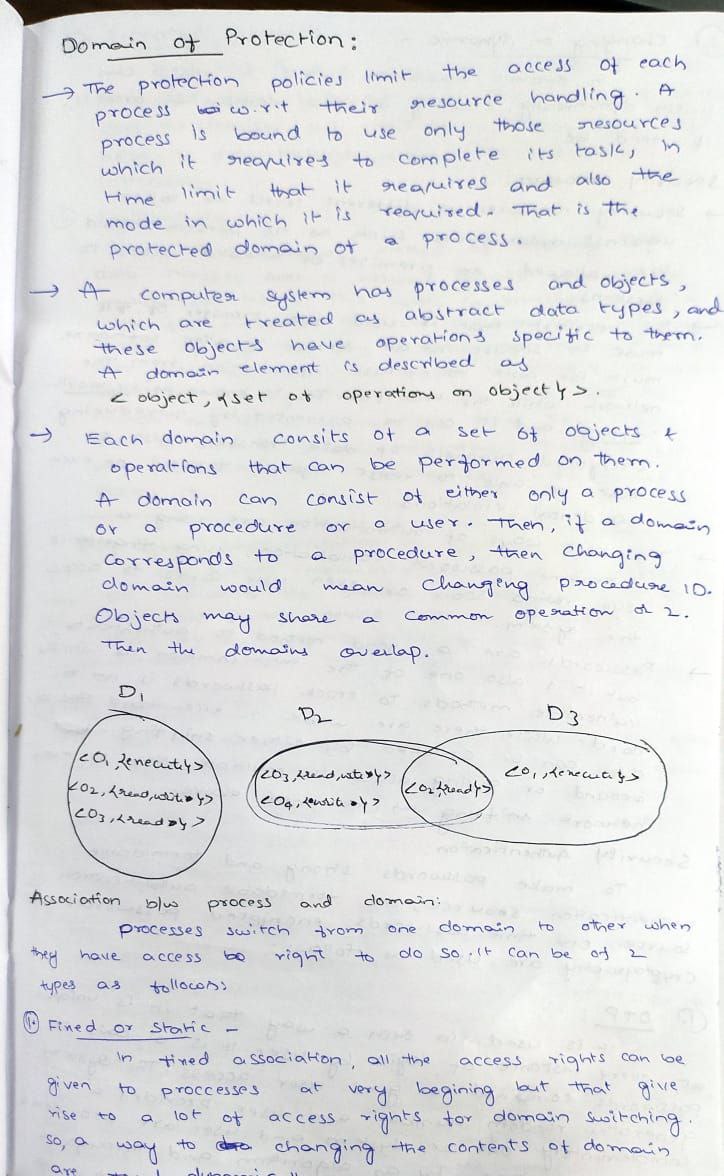 Domain of Protection:
→ The protection policies limit the access of each
process w.r.t their resource handling. A
process is bound to use only those resources
which it requires to complete its task, in
time limit that it requires and also the
mode in which it is required. That is the
protected domain of a process.
→ A computer system has processes and objects,
which are treated as abstract data types, and
these objects have operations specific to them.
A domain element is described as
< object, {set of operations on object} >.
→ Each domain consits of a set of objects &
operations that can be performed on them.
A domain can consist of either only a process
or a procedure or a user. Then, if a domain
corresponds to a procedure, then changing
domain would mean changing procedure ID.
Objects may share a common operation or 2.
Then the domains overlap.
D1 D2 D3
<O1, {execute}>
<O2, {read, write}>
<O3, {read}>
<O3, {read, write}>
<O4, {write}>
<O2 {read}>
<O1, {execute}>
Association b/w process and domain:
processes switch from one domain to other when
they have access right to do so. It can be of 2
types as follows:
1. Fixed or Static -
In fixed association, all the access rights can be
given to proccesses at very begining but that give
rise to a lot of access rights for domain switching.
So, a way to changing the contents of domain
are